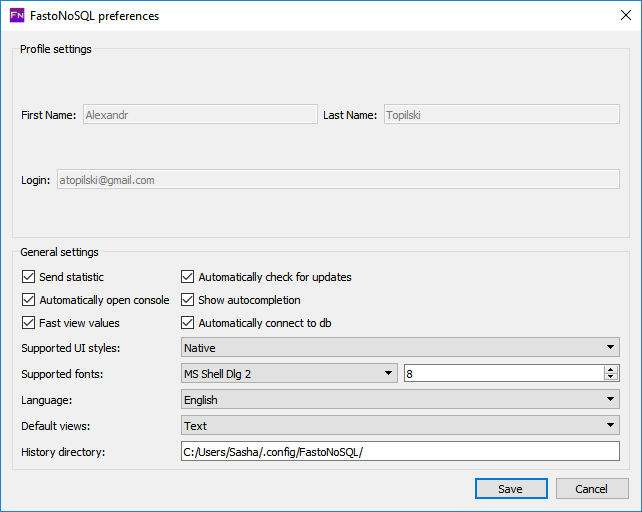 FN FastoNoSQL preferences
Profile settings
First Name: Alexandr Last Name: Topilski
Login: atopilski@gmail.com
General settings
Send statistic Automatically check for updates
Automatically open console Show autocompletion
Fast view values Automatically connect to db
Supported UI styles: Native
Supported fonts: MS Shell Dlg 2 8
Language: English
Default views: Text
History directory: C:/Users/Sasha/.config/FastoNoSQL/
Save Cancel